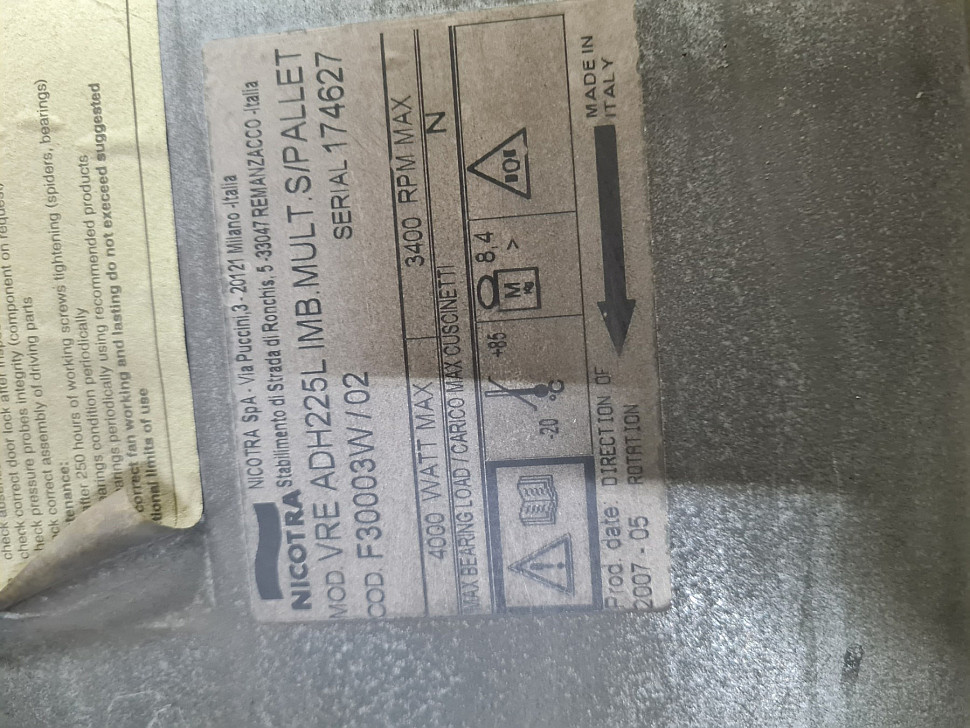 check correct door lock after
check pressure probes integrity (component on request)
check correct assembly of driving parts
tenance:
after 250 hours of working screws tightening (spiders, bearings)
arings condition periodically
arings periodically using recommended products
correct fan working and lasting do not execeed suggested
tional limits of use
NICOTRA
NICOTRA SpA - Via Puccini,3 - 20121 Milano -Italia
Stabilimento di Strada di Ronchis, 5 33047 REMANZACCO -Italia
MOD. VRE ADH225L IMB.MULT.S/PALLET
COD. F30003W/02 SERIAL 174627
4000 WATT MAX 3400 RPM MAX
MAX BEARING LOAD / CARICO MAX CUSCINETTI N
-20 °C +85
M Kg > 8,4
Prod. date: DIRECTION OF
2007 - 05 ROTATION
MADE IN
ITALY